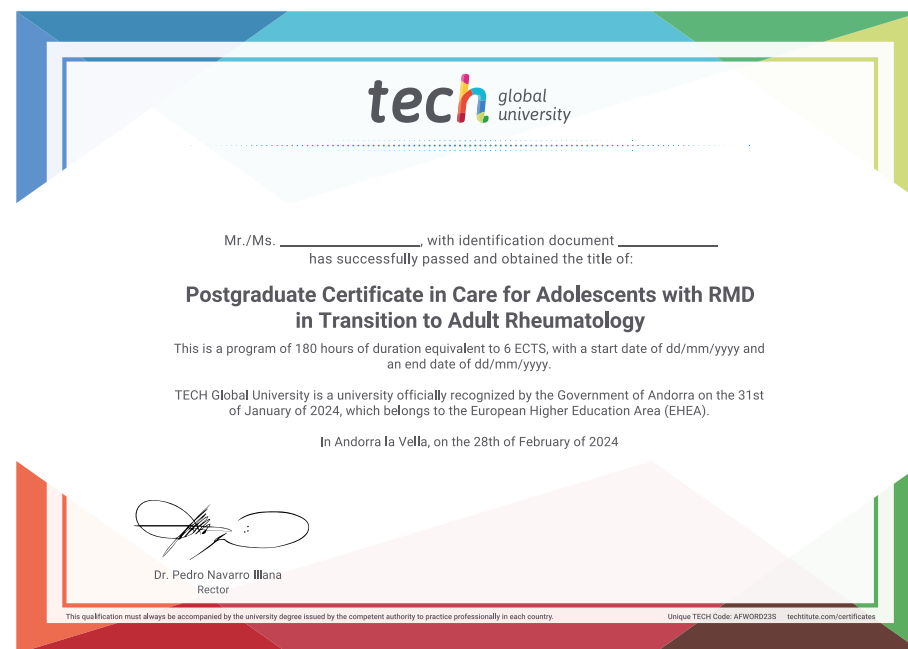 tech global
university
Mr./Ms. ____________, with identification document ____________
has successfully passed and obtained the title of:
Postgraduate Certificate in Care for Adolescents with RMD
in Transition to Adult Rheumatology
This is a program of 180 hours of duration equivalent to 6 ECTS, with a start date of dd/mm/yyyy and
an end date of dd/mm/yyyy.
TECH Global University is a university officially recognized by the Government of Andorra on the 31st
of January of 2024, which belongs to the European Higher Education Area (EHEA).
In Andorra la Vella, on the 28th of February of 2024
Dr. Pedro Navarro Illana
Rector
This qualification must always be accompanied by the university degree issued by the competent authority to practice professionally in each country.
Unique TECH Code: AFWORD23S techtitute.com/certificates